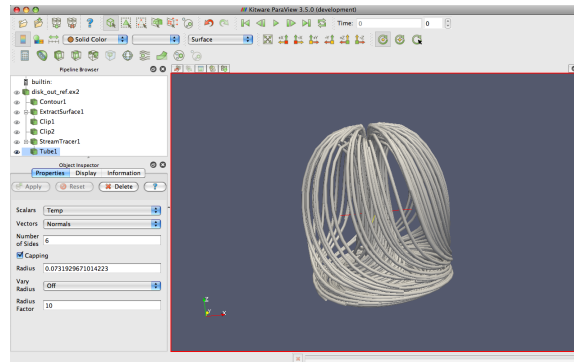 Kitware ParaView 3.5.0 (development)
Time: 0 0
Solid Color Surface
Pipeline Browser
builtin:
disk_out_ref.ex2
Contour1
ExtractSurface1
Clip1
Clip2
StreamTracer1
Tube1
Object Inspector
Properties Display Information
Apply Reset Delete ?
Scalars Temp
Vectors Normals
Number
of Sides 6
Capping
Radius 0.0731929671014223
Vary
Radius Off
Radius
Factor 10